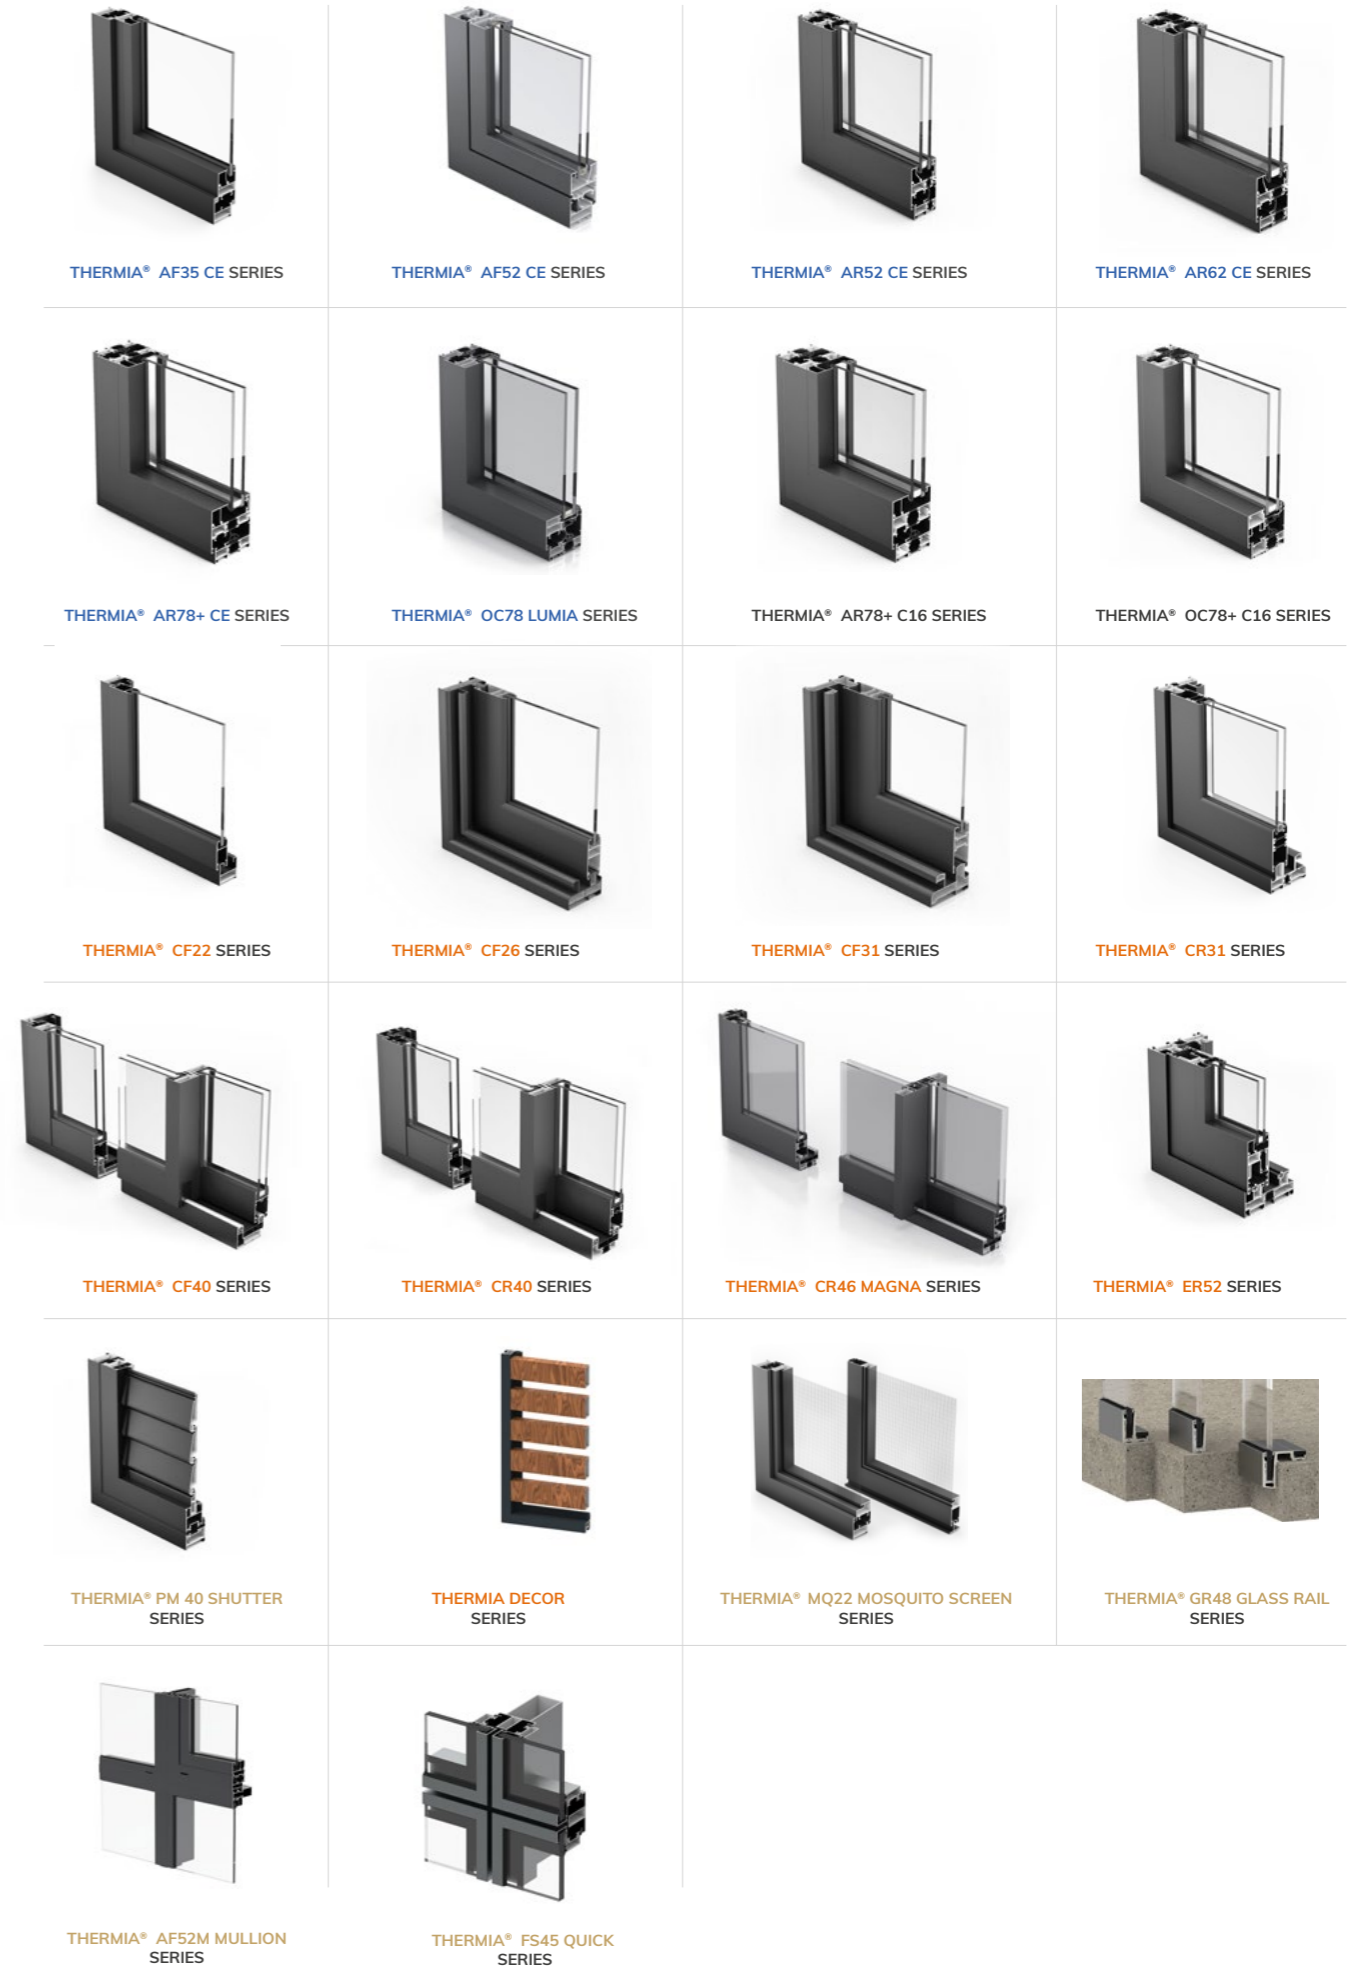 THERMIA® AF35 CE SERIES
THERMIA® AF52 CE SERIES
THERMIA® AR52 CE SERIES
THERMIA® AR62 CE SERIES
THERMIA® AR78+ CE SERIES
THERMIA® OC78 LUMIA SERIES
THERMIA® AR78+ C16 SERIES
THERMIA® OC78+ C16 SERIES
THERMIA® CF22 SERIES
THERMIA® CF26 SERIES
THERMIA® CF31 SERIES
THERMIA® CR31 SERIES
THERMIA® CF40 SERIES
THERMIA® CR40 SERIES
THERMIA® CR46 MAGNA SERIES
THERMIA® ER52 SERIES
THERMIA® PM 40 SHUTTER
SERIES
THERMIA DECOR
SERIES
THERMIA® MQ22 MOSQUITO SCREEN
SERIES
THERMIA® GR48 GLASS RAIL
SERIES
THERMIA® AF52M MULLION
SERIES
THERMIA® FS45 QUICK
SERIES